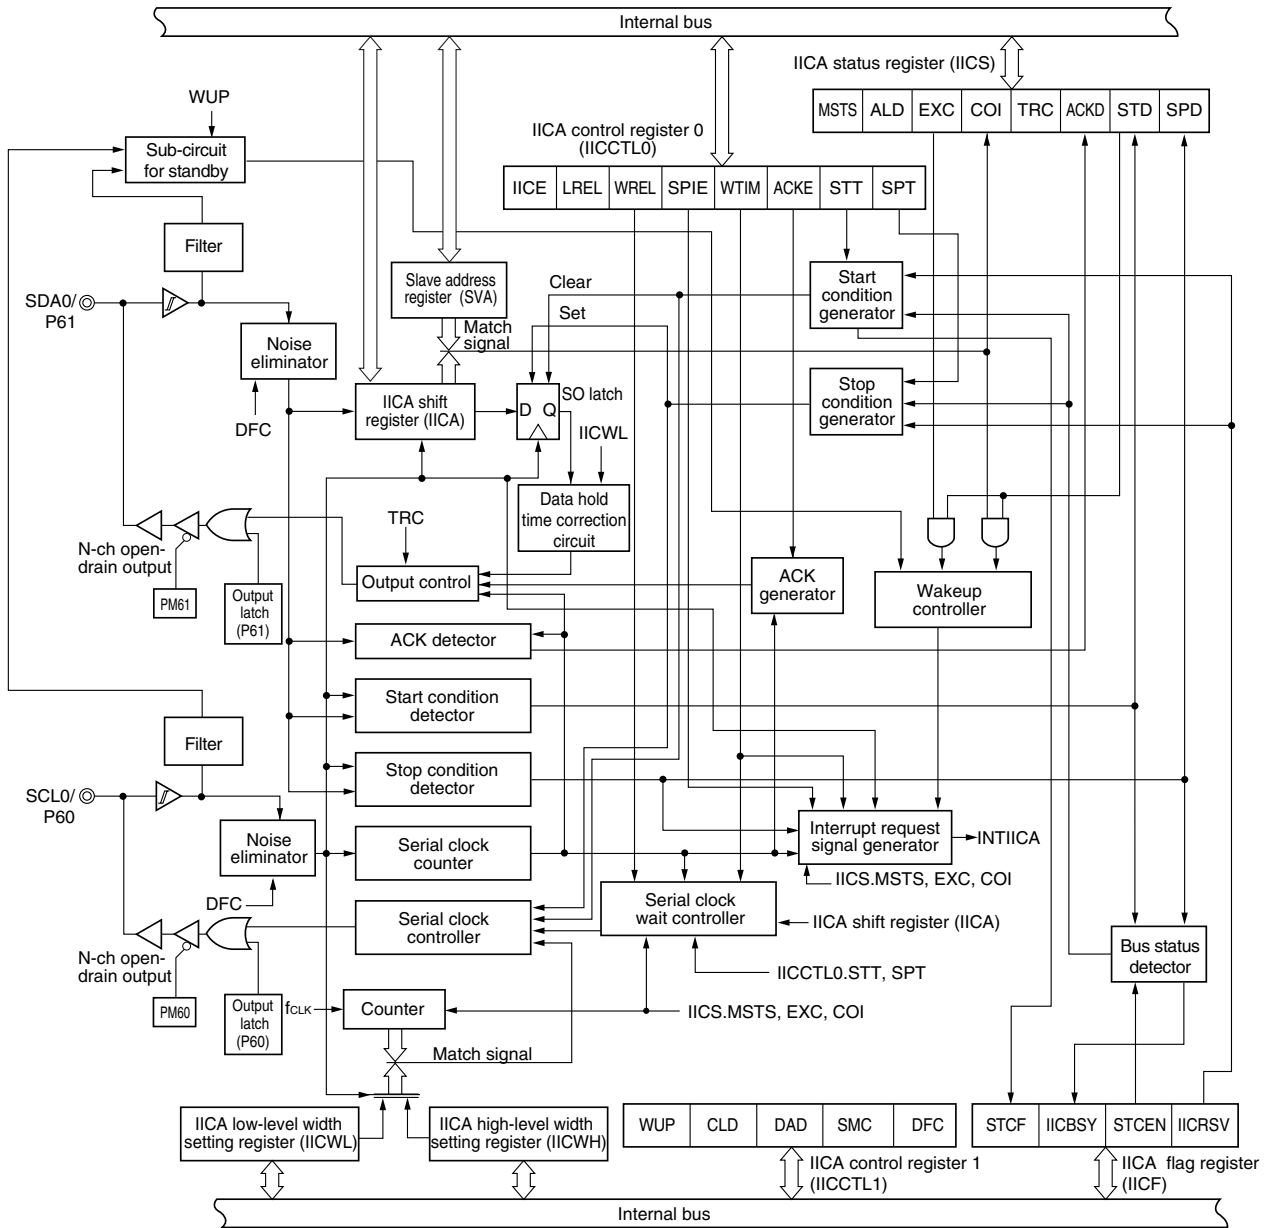 Internal bus
IICA status register (IICS)
MSTS ALD EXC COI TRC ACKD STD SPD
WUP
Sub-circuit
for standby
IICA control register 0
(IICCTL0)
IICE LREL WREL SPIE WTIM ACKE STT SPT
Filter
Slave address
register (SVA)
Clear
Set
Start
condition
generator
SDA0/
P61
Match
signal
Noise
eliminator
Stop
condition
generator
IICA shift
register (IICA)
D Q
SO latch
DFC
IICWL
Data hold
time correction
circuit
TRC
N-ch open-
drain output
Output control
ACK
generator
Wakeup
controller
PM61
Output
latch
(P61)
ACK detector
Start condition
detector
Filter
Stop condition
detector
SCL0/
P60
Noise
eliminator
Serial clock
counter
Interrupt request
signal generator
INTIICA
IICS.MSTS, EXC, COI
DFC
Serial clock
controller
Serial clock
wait controller
IICA shift register (IICA)
Bus status
detector
N-ch open-
drain output
IICCTL0.STT, SPT
PM60
Output
latch
(P60)
fCLK
Counter
IICS.MSTS, EXC, COI
Match signal
IICA low-level width
setting register (IICWL)
IICA high-level width
setting register (IICWH)
WUP CLD DAD SMC DFC
STCF IICBSY STCEN IICRSV
IICA control register 1
(IICCTL1)
IICA flag register
(IICF)
Internal bus